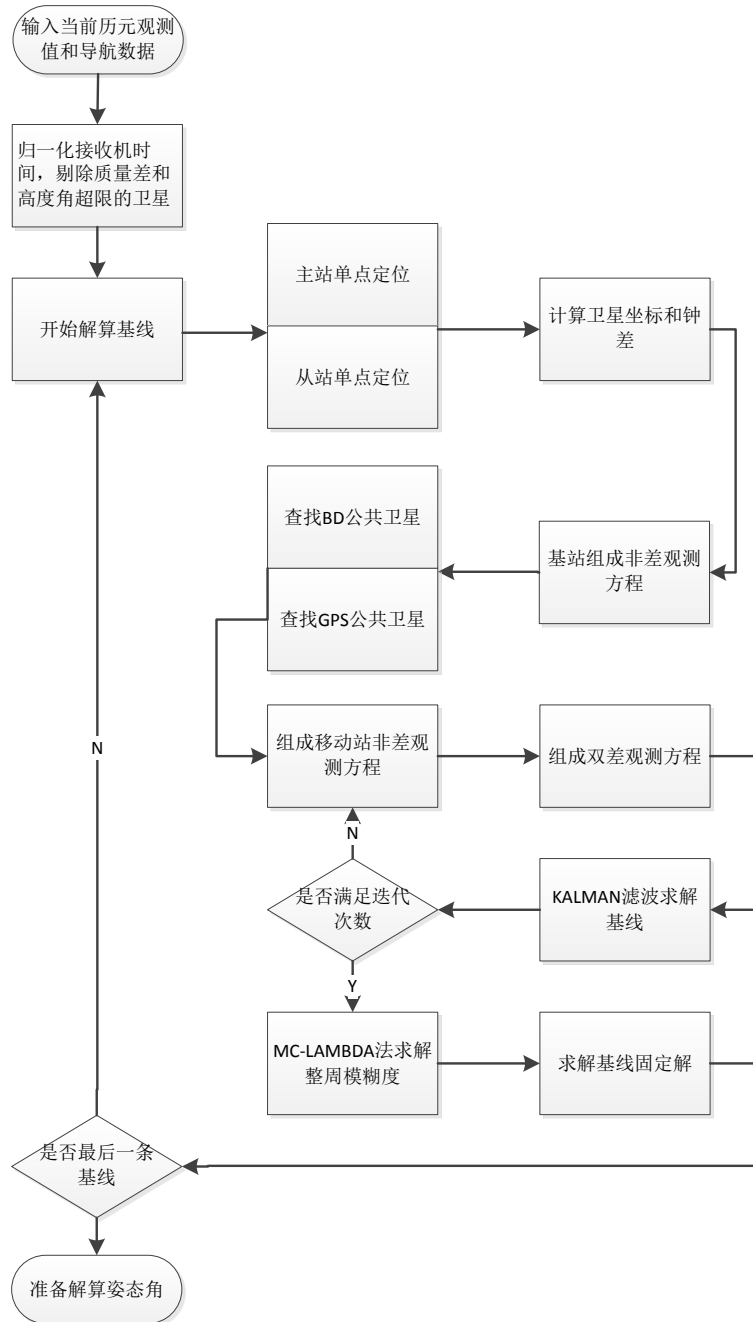 输入当前历元观测
值和导航数据
归一化接收机时
间，剔除质量差和
高度角超限的卫星
开始解算基线
主站单点定位
从站单点定位
计算卫星坐标和钟
差
基站组成非差观测
方程
查找BD公共卫星
查找GPS公共卫星
组成移动站非差观
测方程
组成双差观测方程
KALMAN滤波求解
基线
是否满足迭代
次数
N
Y
MC-LAMBDA法求解
整周模糊度
求解基线固定解
是否最后一条
基线
N
准备解算姿态角